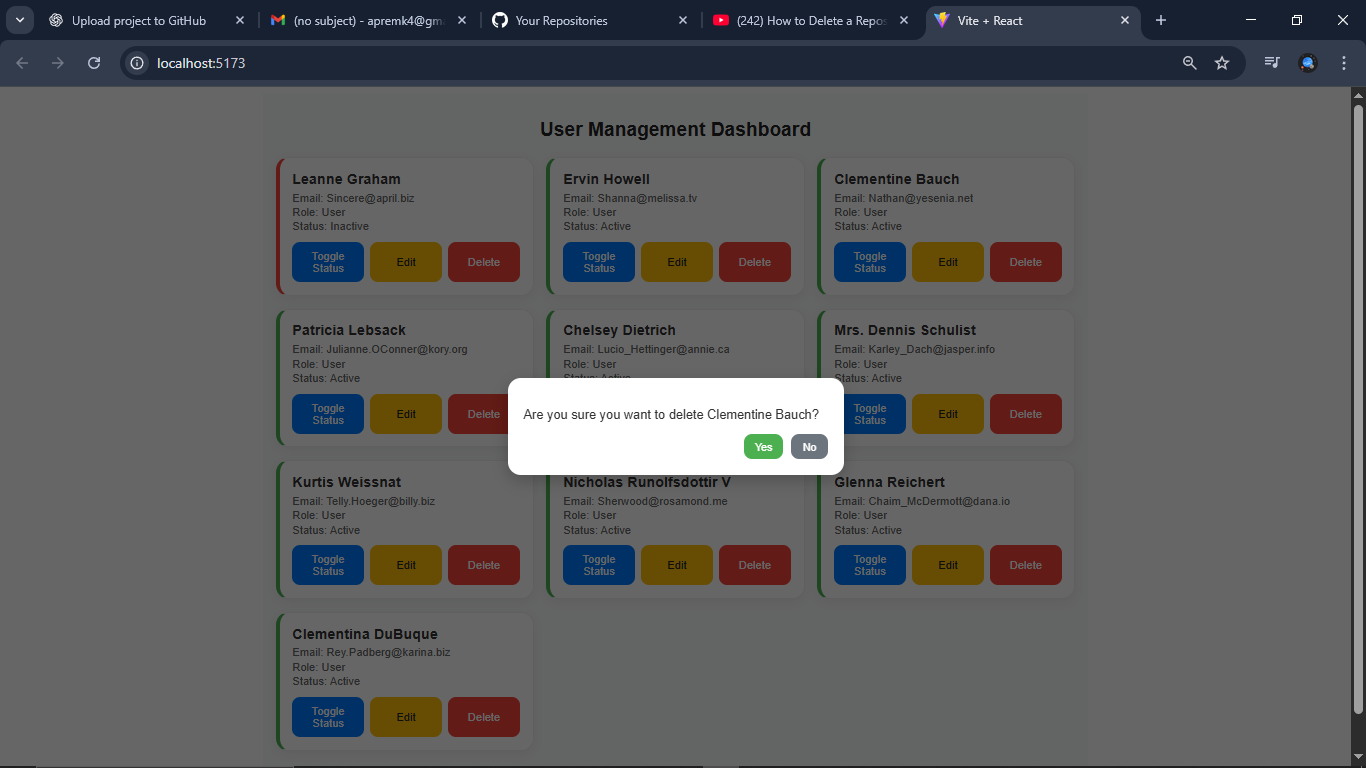 Upload project to GitHub
(no subject) - apremk4@gm
Your Repositories
(242) How to Delete a Repos
Vite + React
localhost:5173
User Management Dashboard
Leanne Graham
Email: Sincere@april.biz
Role: User
Status: Inactive
Toggle
Status
Edit
Delete
Ervin Howell
Email: Shanna@melissa.tv
Role: User
Status: Active
Toggle
Status
Edit
Delete
Clementine Bauch
Email: Nathan@yesenia.net
Role: User
Status: Active
Toggle
Status
Edit
Delete
Patricia Lebsack
Email: Julianne.OConner@kory.org
Role: User
Status: Active
Toggle
Status
Edit
Delete
Chelsey Dietrich
Email: Lucio_Hettinger@annie.ca
Role: User
Status: Active
Mrs. Dennis Schulist
Email: Karley_Dach@jasper.info
Role: User
Status: Active
Toggle
Status
Edit
Delete
Are you sure you want to delete Clementine Bauch?
Yes
No
Kurtis Weissnat
Email: Telly.Hoeger@billy.biz
Role: User
Status: Active
Toggle
Status
Edit
Delete
Nicholas Runolfsdottir V
Email: Sherwood@rosamond.me
Role: User
Status: Active
Toggle
Status
Edit
Delete
Glenna Reichert
Email: Chaim_McDermott@dana.io
Role: User
Status: Active
Toggle
Status
Edit
Delete
Clementina DuBuque
Email: Rey.Padberg@karina.biz
Role: User
Status: Active
Toggle
Status
Edit
Delete